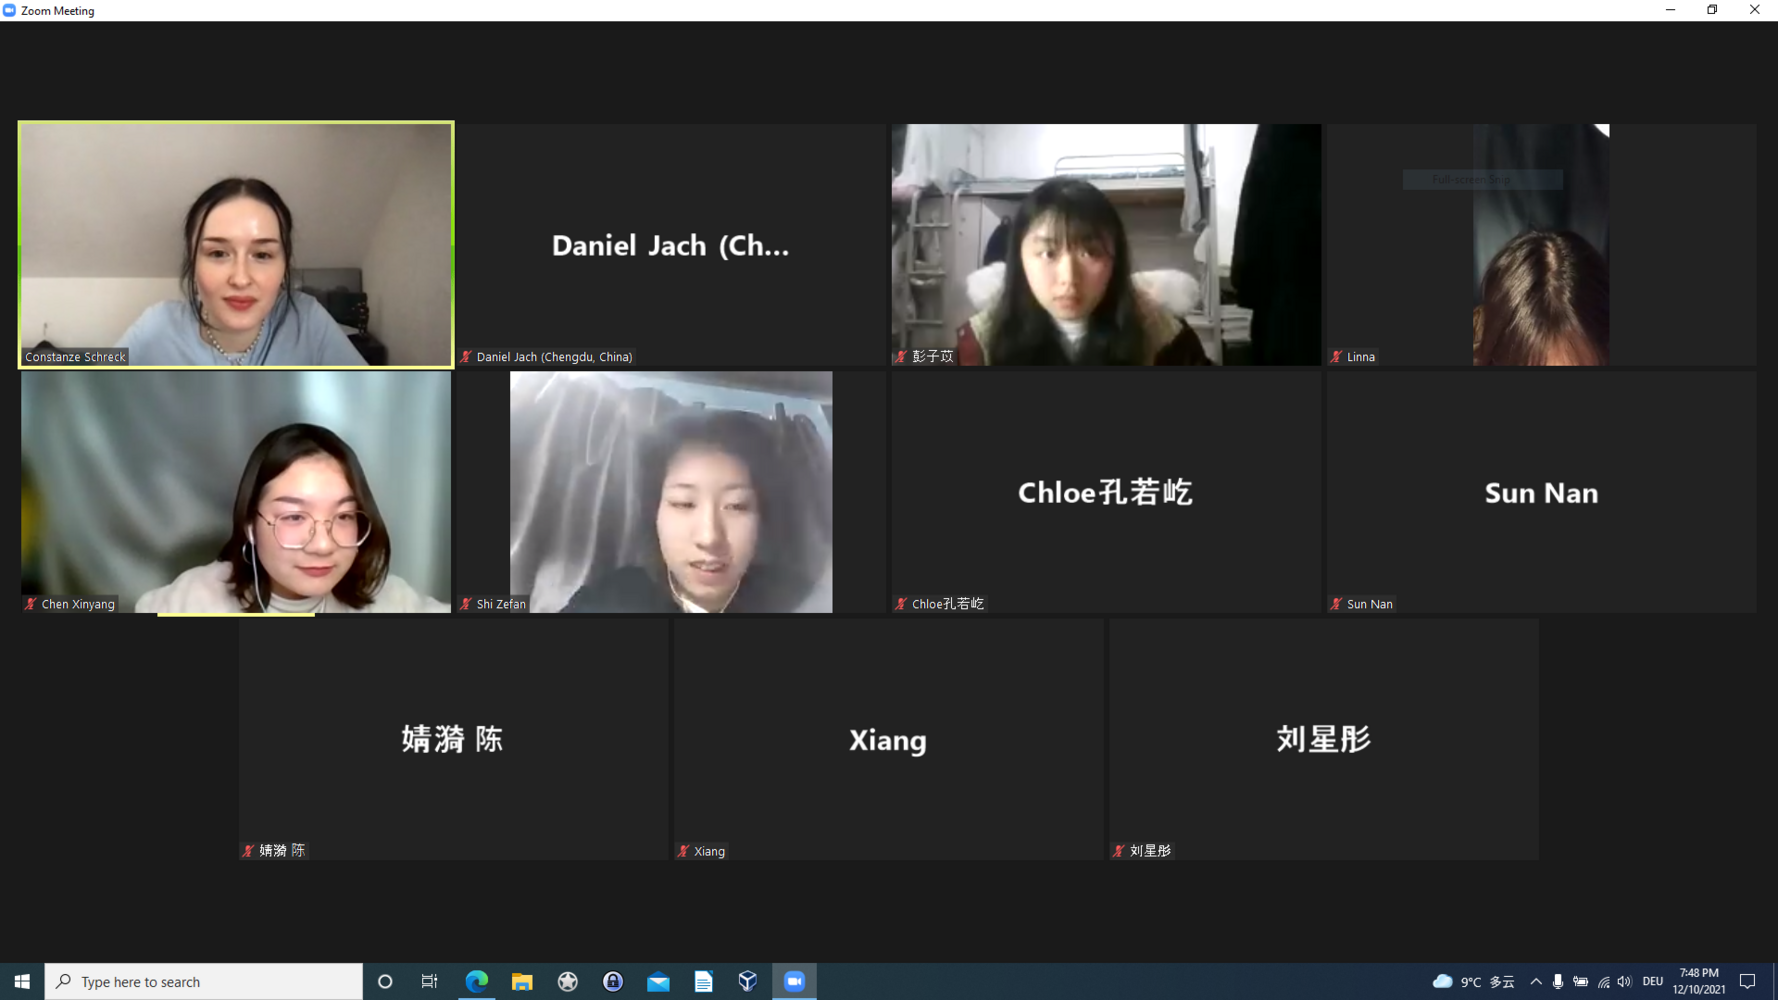 Zoom Meeting
Daniel Jach (Ch...
Full-screen Snip
Constanze Schreck
Daniel Jach (Chengdu, China)
彭子苡
Linna
Chloe孔若屹
Sun Nan
Chen Xinyang
Shi Zefan
Chloe孔若屹
Sun Nan
婧漪 陈
Xiang
刘星彤
婧漪 陈
Xiang
刘星彤
Type here to search
9°C 多云
DEU
7:48 PM
12/10/2021